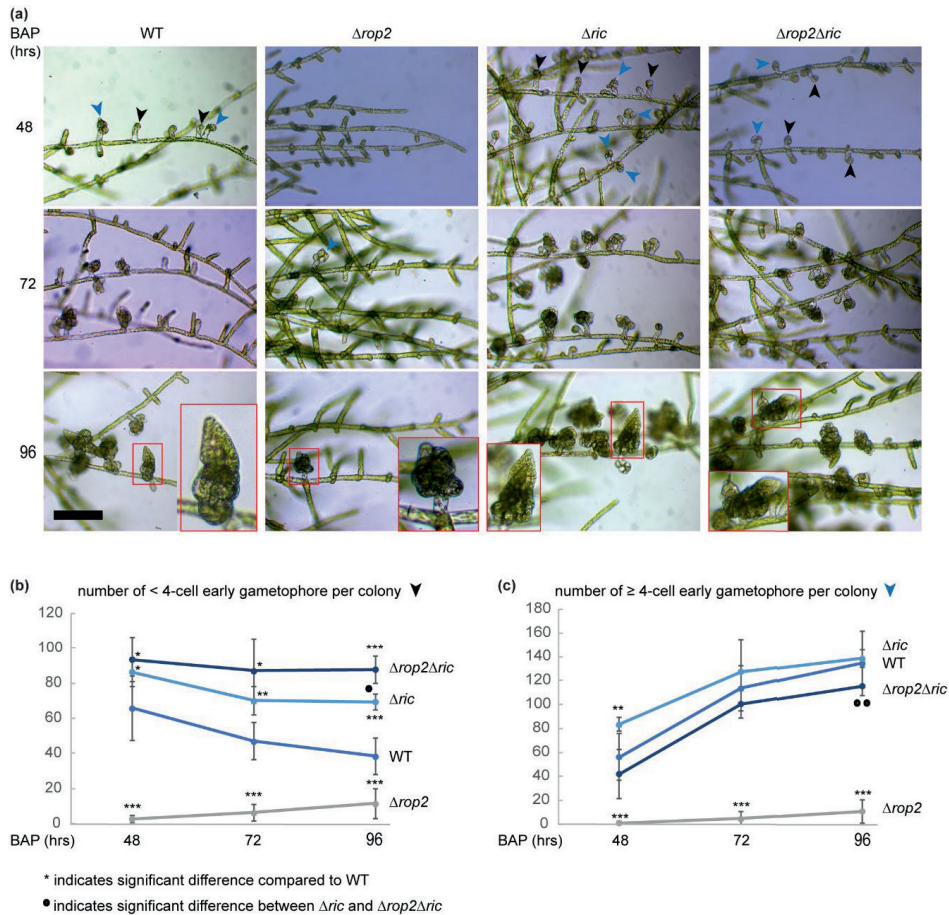 (a)
BAP (hrs) WT Δrop2 Δric Δrop2Δric
48
72
96
(b)
number of < 4-cell early gametophore per colony
120
100
80
60
40
20
0
* * *** Δrop2Δric
* ** *** Δric
WT
*** *** *** Δrop2
BAP (hrs) 48 72 96
(c)
number of ≥ 4-cell early gametophore per colony
180
160
140
120
100
80
60
40
20
0
** Δric
WT
Δrop2Δric
*** *** *** Δrop2
BAP (hrs) 48 72 96
* indicates significant difference compared to WT
● indicates significant difference between Δric and Δrop2Δric